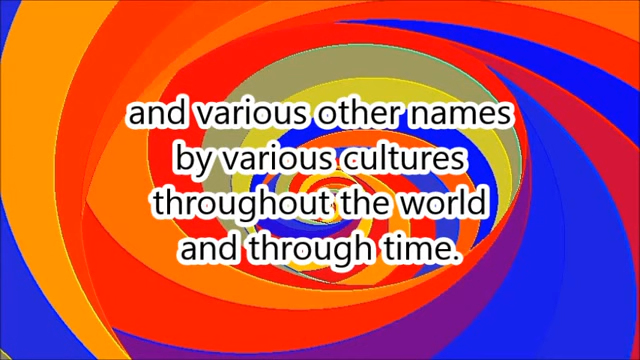 and various other names
by various cultures
throughout the world
and through time.